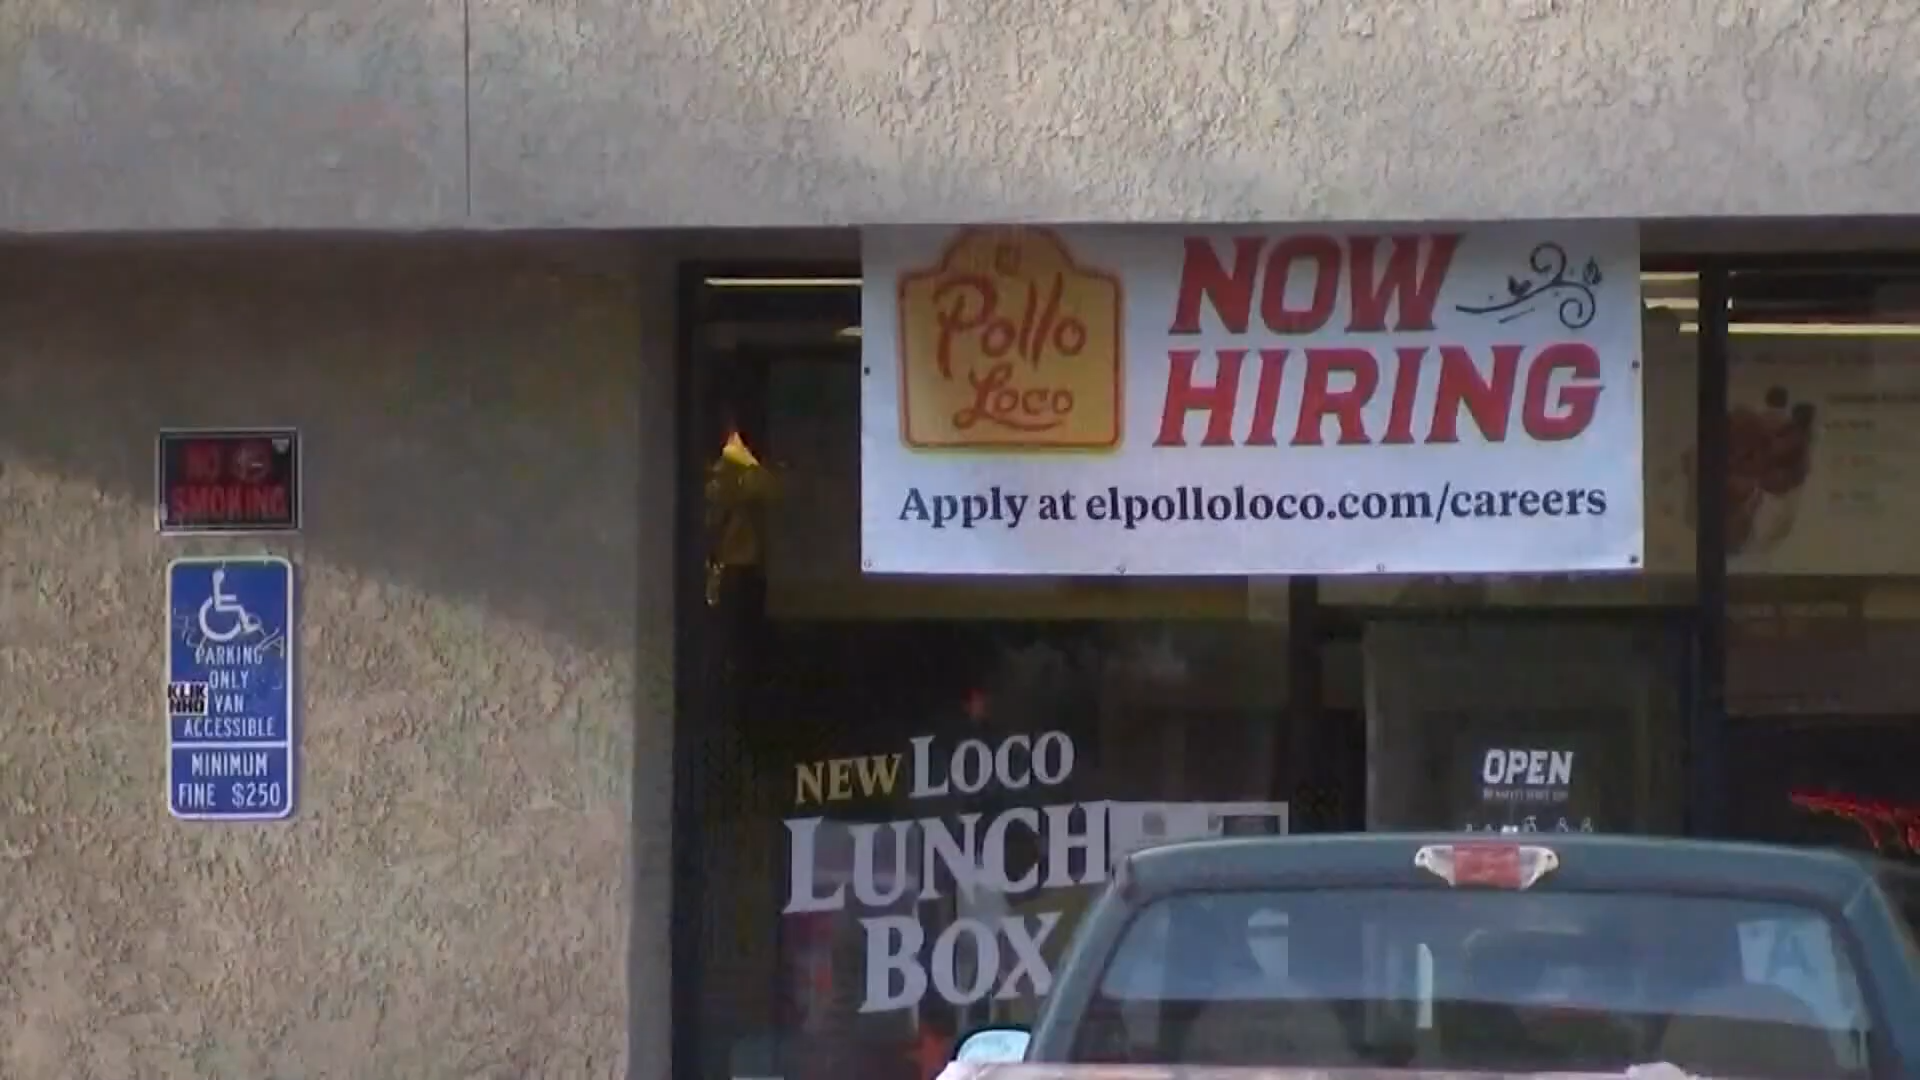 El
Pollo
Loco
NOW
HIRING
Apply at elpolloloco.com/careers
NO
SMOKING
PARKING
ONLY
VAN
ACCESSIBLE
MINIMUM
FINE $250
KLIK
NHO
NEW LOCO
LUNCH
BOX
OPEN